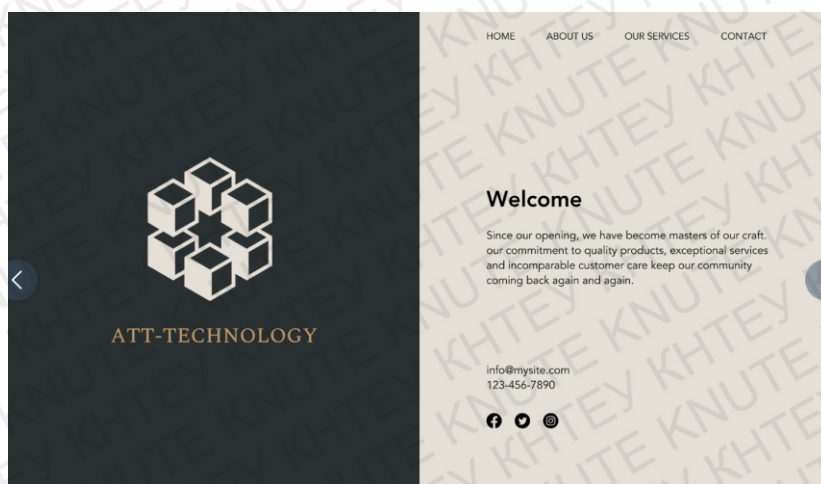 HOME ABOUT US OUR SERVICES CONTACT
ATT-TECHNOLOGY
Welcome
Since our opening, we have become masters of our craft.
our commitment to quality products, exceptional services
and incomparable customer care keep our community
coming back again and again.
info@mysite.com
123-456-7890
KNUTE КНТЕУ